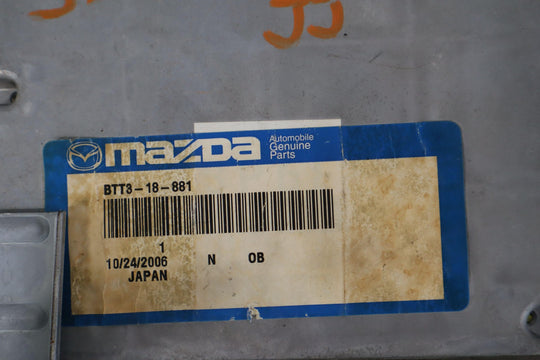 mazda
Automobile
Genuine
Parts
BTT3-18-881
1
10/24/2006 N OB
JAPAN